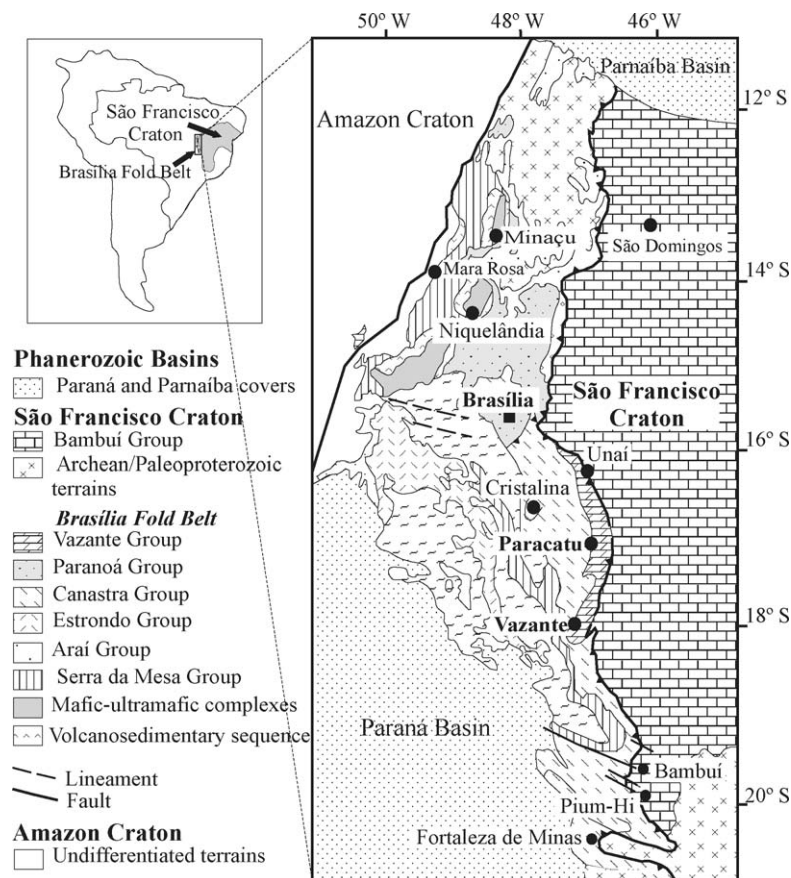 50° W
48° W
46° W
São Francisco
Craton
Brasília Fold Belt
Parnaíba Basin
12° S
Amazon Craton
Minaçu
São Domingos
Mara Rosa
14° S
Niquelândia
Phanerozoic Basins
Paraná and Parnaíba covers
São Francisco Craton
Bambuí Group
Archean/Paleoproterozoic
terrains
Brasília Fold Belt
Vazante Group
Paranoá Group
Canastra Group
Estrondo Group
Araí Group
Serra da Mesa Group
Mafic-ultramafic complexes
Volcanosedimentary sequence
Lineament
Fault
Amazon Craton
Undifferentiated terrains
Brasília
São Francisco
Craton
16° S
Unaí
Cristalina
Paracatu
Vazante
18° S
Paraná Basin
Bambuí
Pium-Hi
20° S
Fortaleza de Minas